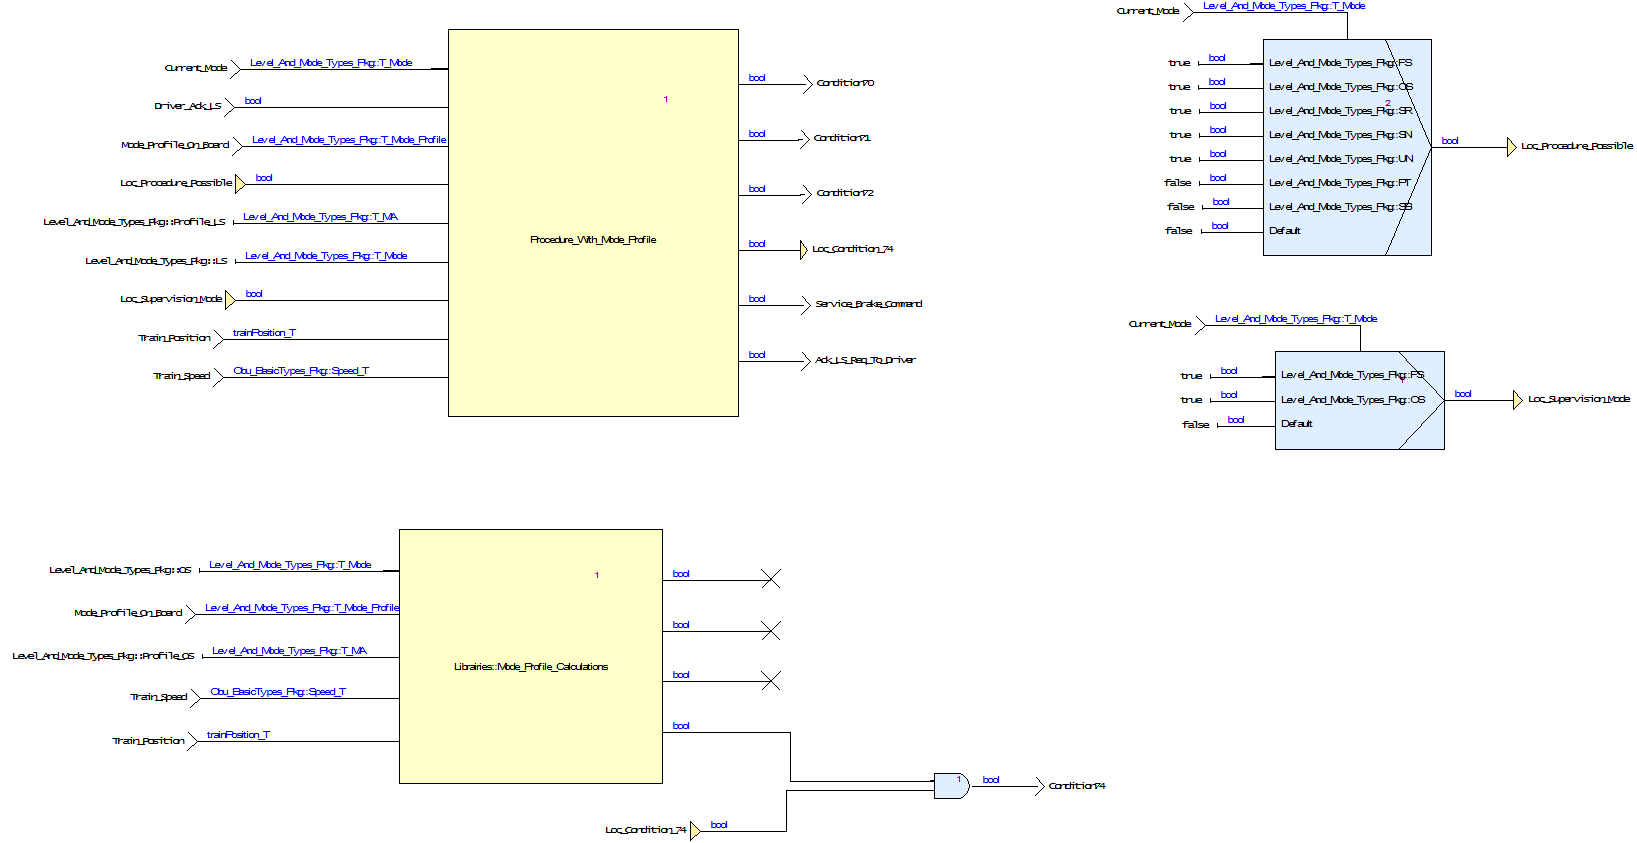 Current_Mode
Level_And_Mode_Types_Pkg::T_Mode
Driver_Ack_LS
bool
Mode_Profile_On_Board
Level_And_Mode_Types_Pkg::T_Mode_Profile
Loc_Procedure_Possible
bool
Level_And_Mode_Types_Pkg::Profile_LS
Level_And_Mode_Types_Pkg::T_MA
Level_And_Mode_Types_Pkg::LS
Level_And_Mode_Types_Pkg::T_Mode
Loc_Supervision_Mode
bool
Train_Position
trainPosition_T
Train_Speed
Obu_BasicTypes_Pkg::Speed_T
1
Procedure_With_Mode_Profile
bool
Condition70
bool
Condition71
bool
Condition72
bool
Loc_Condition_74
bool
Service_Brake_Command
bool
Ack_LS_Req_To_Driver
Current_Mode
Level_And_Mode_Types_Pkg::T_Mode
true
bool
Level_And_Mode_Types_Pkg::FS
true
bool
Level_And_Mode_Types_Pkg::OS
2
true
bool
Level_And_Mode_Types_Pkg::SR
true
bool
Level_And_Mode_Types_Pkg::SN
true
bool
Level_And_Mode_Types_Pkg::UN
false
bool
Level_And_Mode_Types_Pkg::PT
false
bool
Level_And_Mode_Types_Pkg::SB
false
bool
Default
bool
Loc_Procedure_Possible
Current_Mode
Level_And_Mode_Types_Pkg::T_Mode
true
bool
Level_And_Mode_Types_Pkg::FS
1
true
bool
Level_And_Mode_Types_Pkg::OS
false
bool
Default
bool
Loc_Supervision_Mode
Level_And_Mode_Types_Pkg::OS
Level_And_Mode_Types_Pkg::T_Mode
Mode_Profile_On_Board
Level_And_Mode_Types_Pkg::T_Mode_Profile
Level_And_Mode_Types_Pkg::Profile_OS
Level_And_Mode_Types_Pkg::T_MA
Train_Speed
Obu_BasicTypes_Pkg::Speed_T
Train_Position
trainPosition_T
1
Librairies::Mode_Profile_Calculations
bool
bool
bool
bool
Loc_Condition_74
bool
1
bool
Condition74